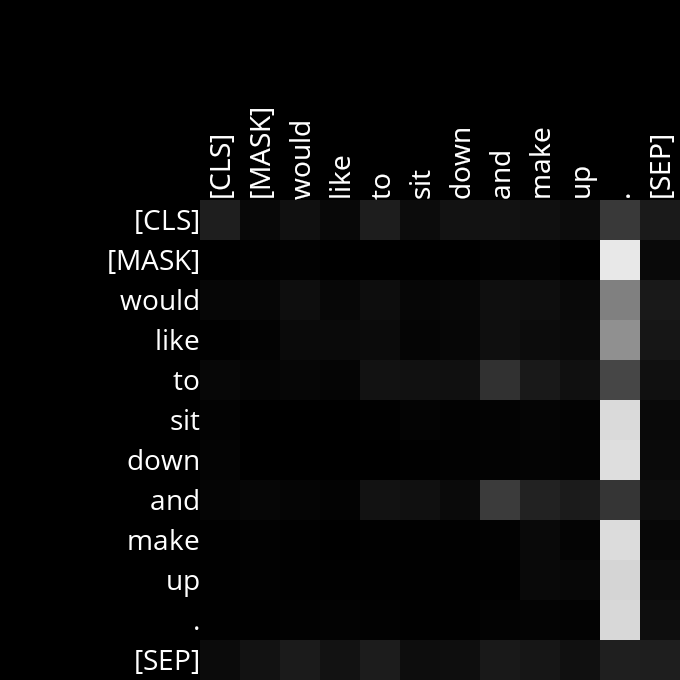 [CLS] [MASK] would like to sit down and make up . [SEP]
[CLS]
[MASK]
would
like
to
sit
down
and
make
up
.
[SEP]